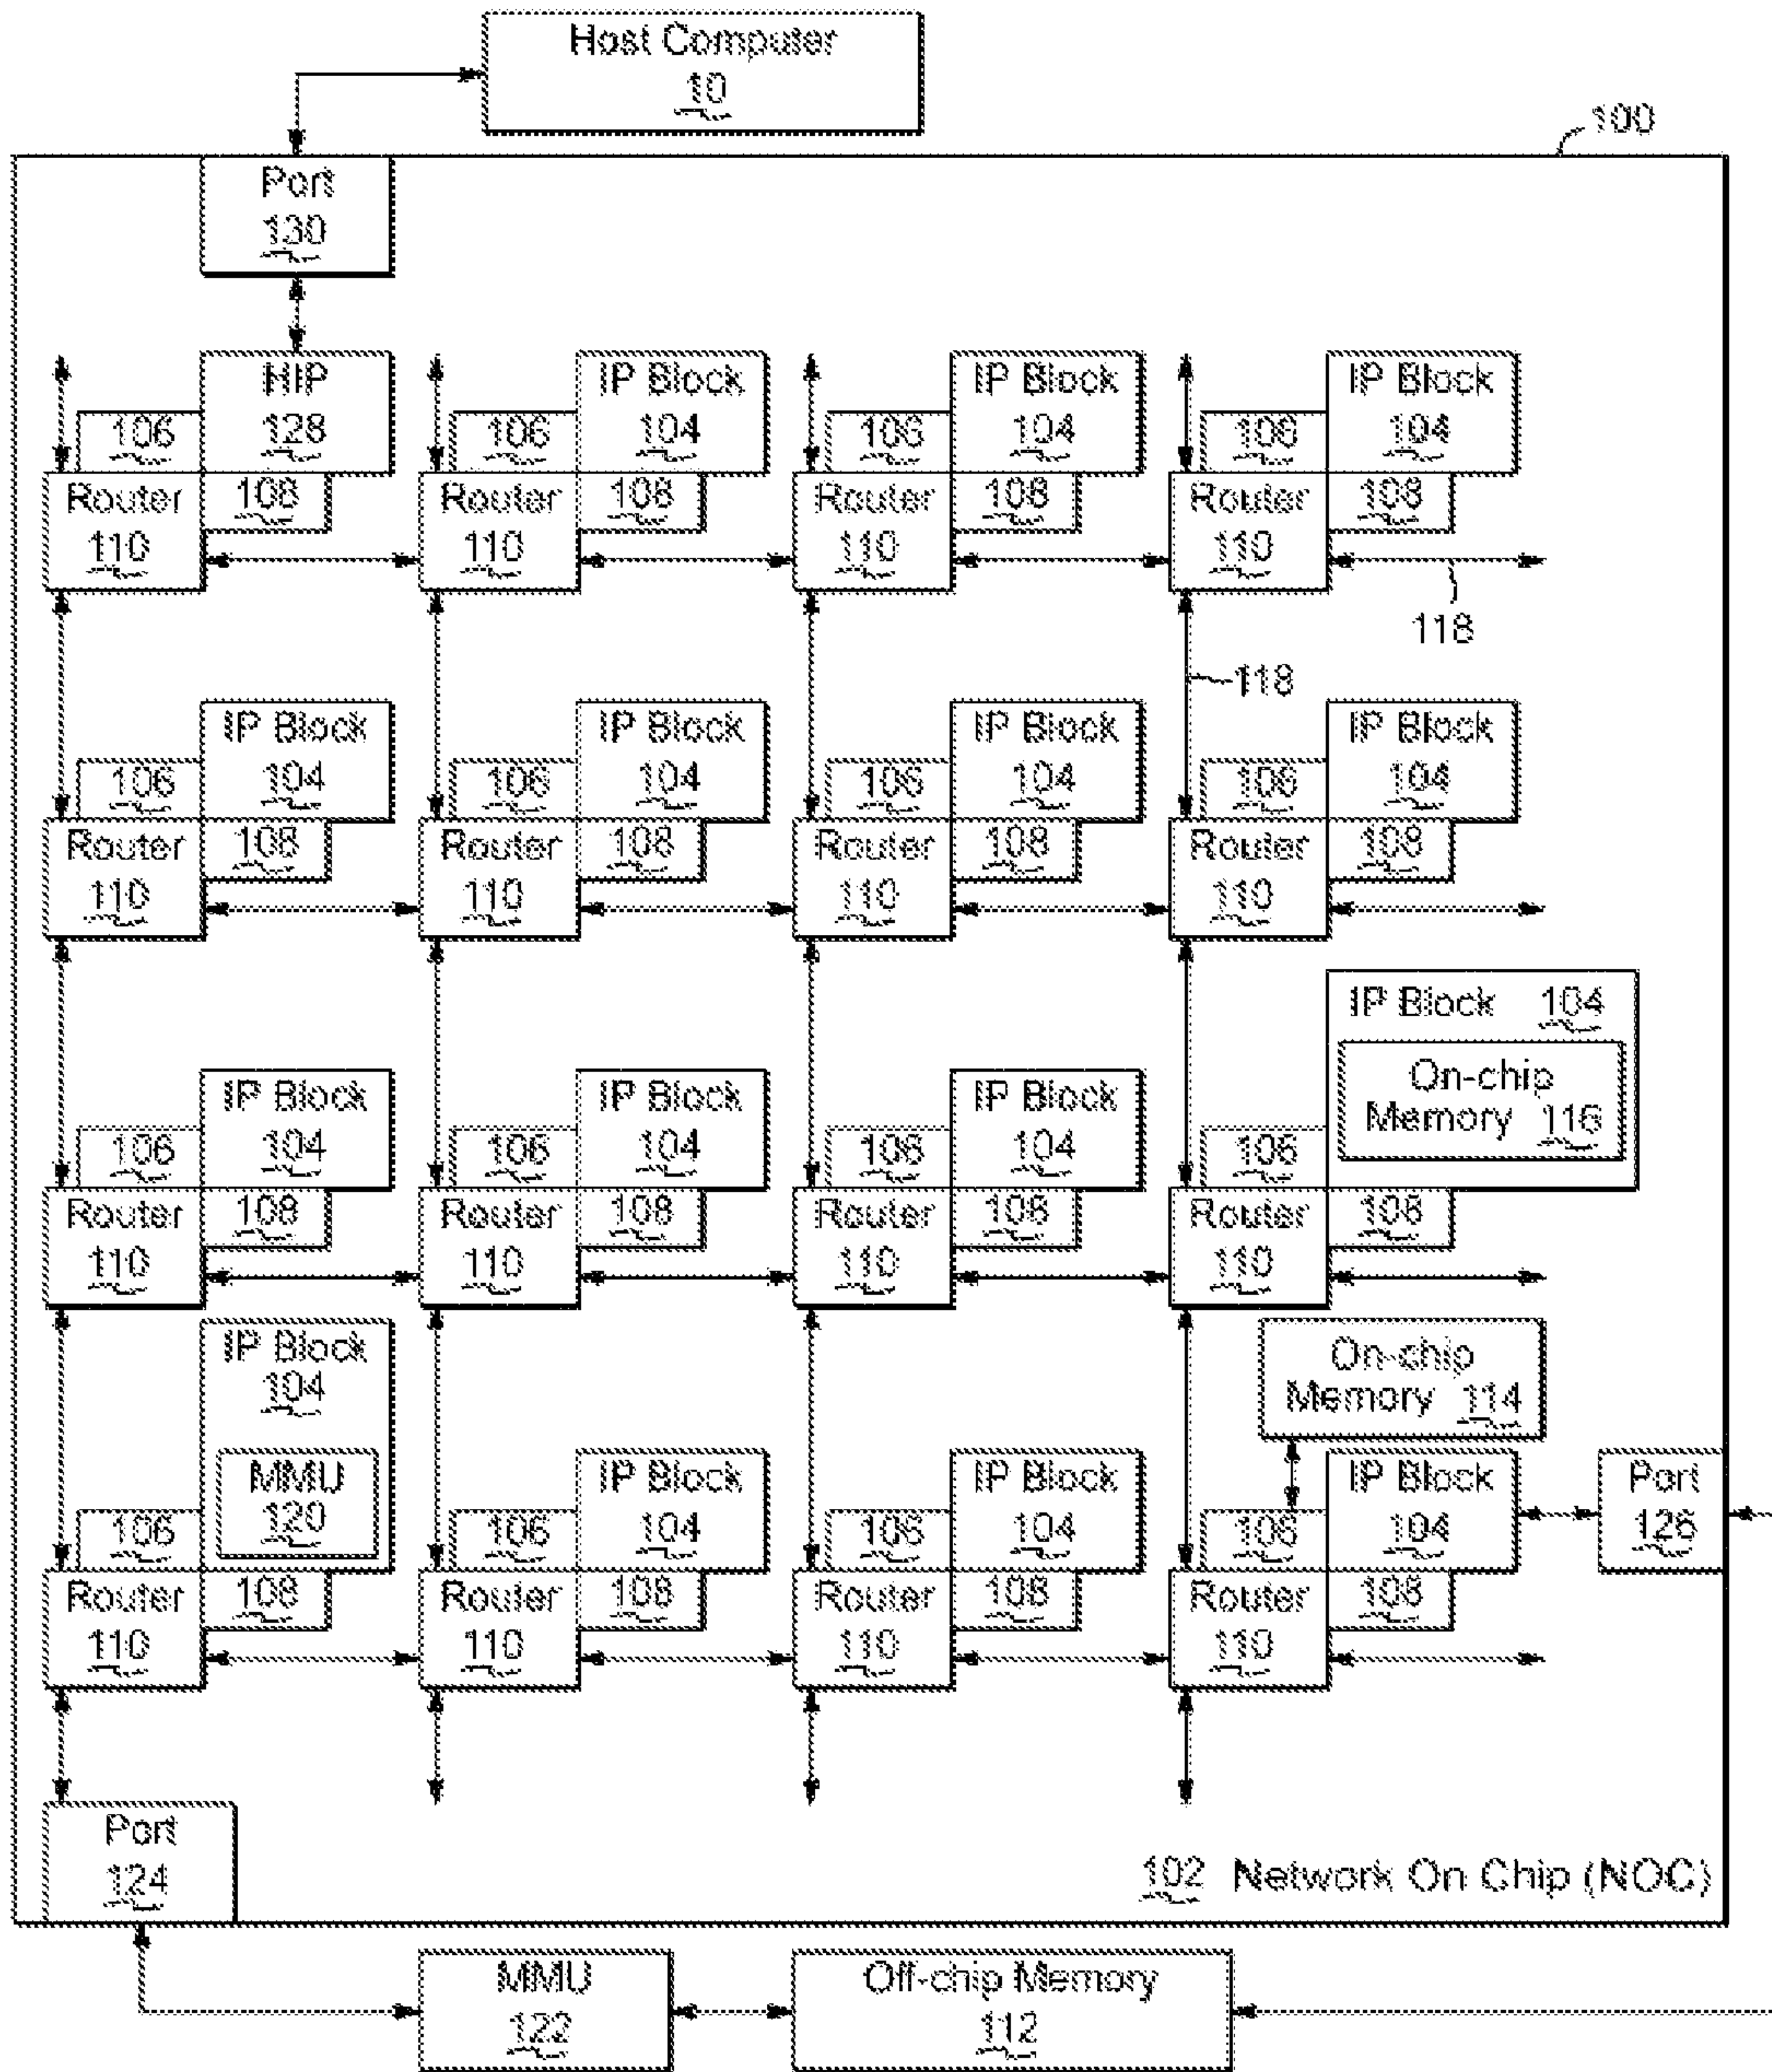 Host Computer
10
100
Port
130
HIP
128
106
Router
110
108
IP Block
104
106
Router
110
108
IP Block
104
106
Router
110
108
IP Block
104
106
Router
110
108
118
118
IP Block
104
106
Router
110
108
IP Block
104
106
Router
110
108
IP Block
104
106
Router
110
108
IP Block
104
106
Router
110
108
IP Block
104
106
Router
110
108
IP Block
104
106
Router
110
108
IP Block
104
106
Router
110
108
IP Block 104
On-chip
Memory 116
106
Router
110
108
IP Block
104
MMU
120
106
Router
110
108
IP Block
104
106
Router
110
108
IP Block
104
106
Router
110
108
On-chip
Memory 114
IP Block
104
106
Router
110
108
Port
126
Port
124
102 Network On Chip (NOC)
MMU
122
Off-chip Memory
112